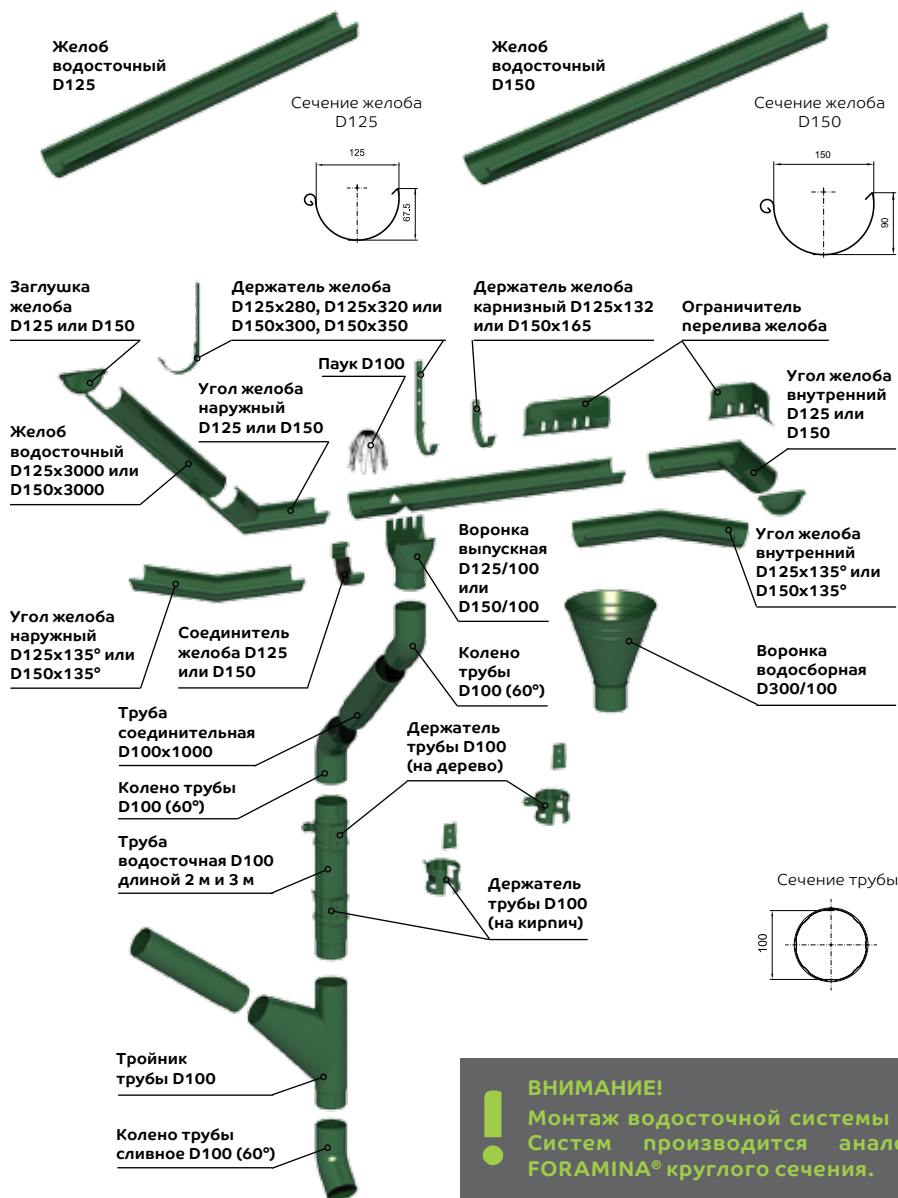 Желоб
водосточный
D125
Сечение желоба
D125
125
67.5
Желоб
водосточный
D150
Сечение желоба
D150
150
90
Заглушка
желоба
D125 или D150
Держатель желоба
D125x280, D125x320 или
D150x300, D150x350
Держатель желоба
карнизный D125x132
или D150x165
Ограничитель
перелива желоба
Паук D100
Угол желоба
наружный
D125 или D150
Угол желоба
внутренний
D125 или
D150
Желоб
водосточный
D125x3000 или
D150x3000
Воронка
выпускная
D125/100
или
D150/100
Угол желоба
внутренний
D125x135° или
D150x135°
Угол желоба
наружный
D125x135° или
D150x135°
Соединитель
желоба D125
или D150
Колено
трубы
D100 (60°)
Воронка
водосборная
D300/100
Труба
соединительная
D100x1000
Держатель
трубы D100
(на дерево)
Колено трубы
D100 (60°)
Труба
водосточная D100
длиной 2 м и 3 м
Держатель
трубы D100
(на кирпич)
Сечение трубы
100
Тройник
трубы D100
Колено трубы
сливное D100 (60°)
! ВНИМАНИЕ!
Монтаж водосточной системы
Систем производится анало
FORAMINA® круглого сечения.